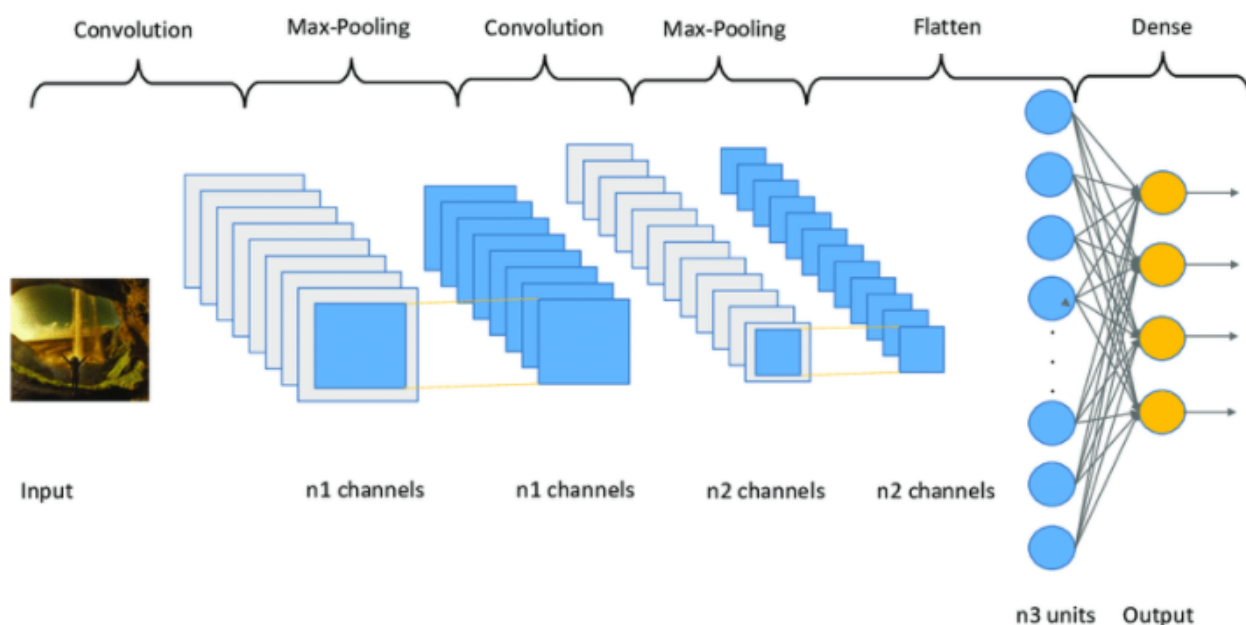 Convolution
Max-Pooling
Convolution
Max-Pooling
Flatten
Dense
Input
n1 channels
n1 channels
n2 channels
n2 channels
n3 units
Output